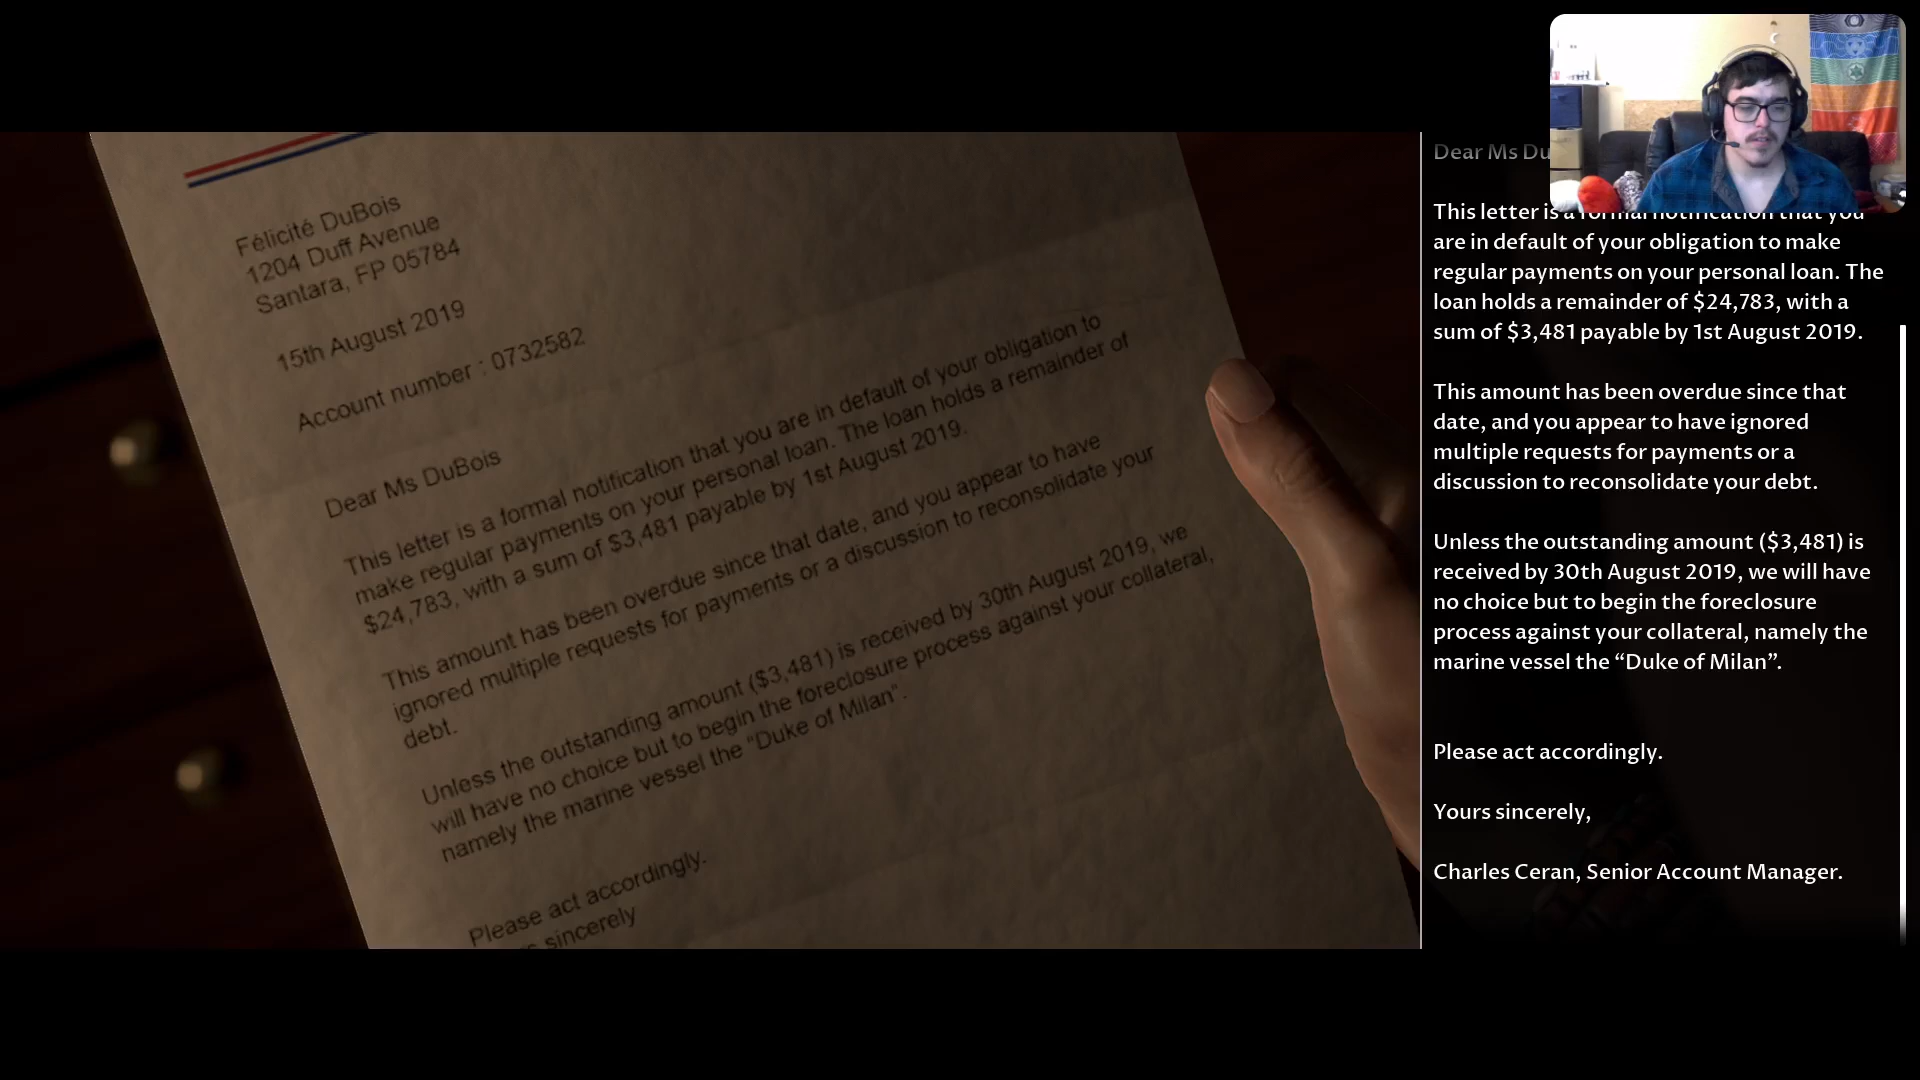 Félicité DuBois
1204 Duff Avenue
Santara, FP 05784
15th August 2019
Account number : 0732582
Dear Ms DuBois
This letter is a formal notification that you are in default of your obligation to
make regular payments on your personal loan. The loan holds a remainder of
$24,783, with a sum of $3,481 payable by 1st August 2019.
This amount has been overdue since that date, and you appear to have
ignored multiple requests for payments or a discussion to reconsolidate your
debt.
Unless the outstanding amount ($3,481) is received by 30th August 2019, we
will have no choice but to begin the foreclosure process against your collateral,
namely the marine vessel the “Duke of Milan”.
Please act accordingly.
sincerely
Dear Ms Du
This letter is a formal notification that you
are in default of your obligation to make
regular payments on your personal loan. The
loan holds a remainder of $24,783, with a
sum of $3,481 payable by 1st August 2019.
This amount has been overdue since that
date, and you appear to have ignored
multiple requests for payments or a
discussion to reconsolidate your debt.
Unless the outstanding amount ($3,481) is
received by 30th August 2019, we will have
no choice but to begin the foreclosure
process against your collateral, namely the
marine vessel the “Duke of Milan”.
Please act accordingly.
Yours sincerely,
Charles Ceran, Senior Account Manager.